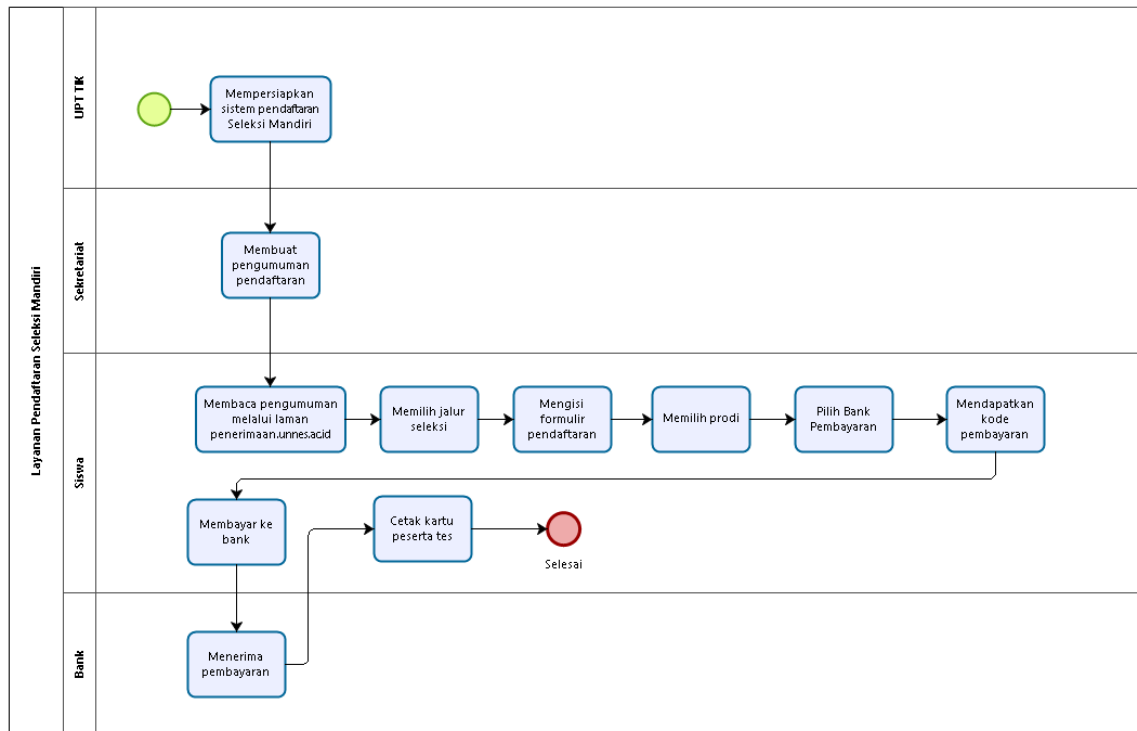 Layanan Pendaftaran Seleksi Mandiri
UPT TIK
Mempersiapkan
sistem pendaftaran
Seleksi Mandiri
Sekretariat
Membuat
pengumuman
pendaftaran
Siswa
Membaca pengumuman
melalui laman
penerimaan.unnes.ac.id
Memilih jalur
seleksi
Mengisi
formulir
pendaftaran
Memilih prodi
Pilih Bank
Pembayaran
Mendapatkan
kode
pembayaran
Membayar ke
bank
Cetak kartu
peserta tes
Selesai
Bank
Menerima
pembayaran